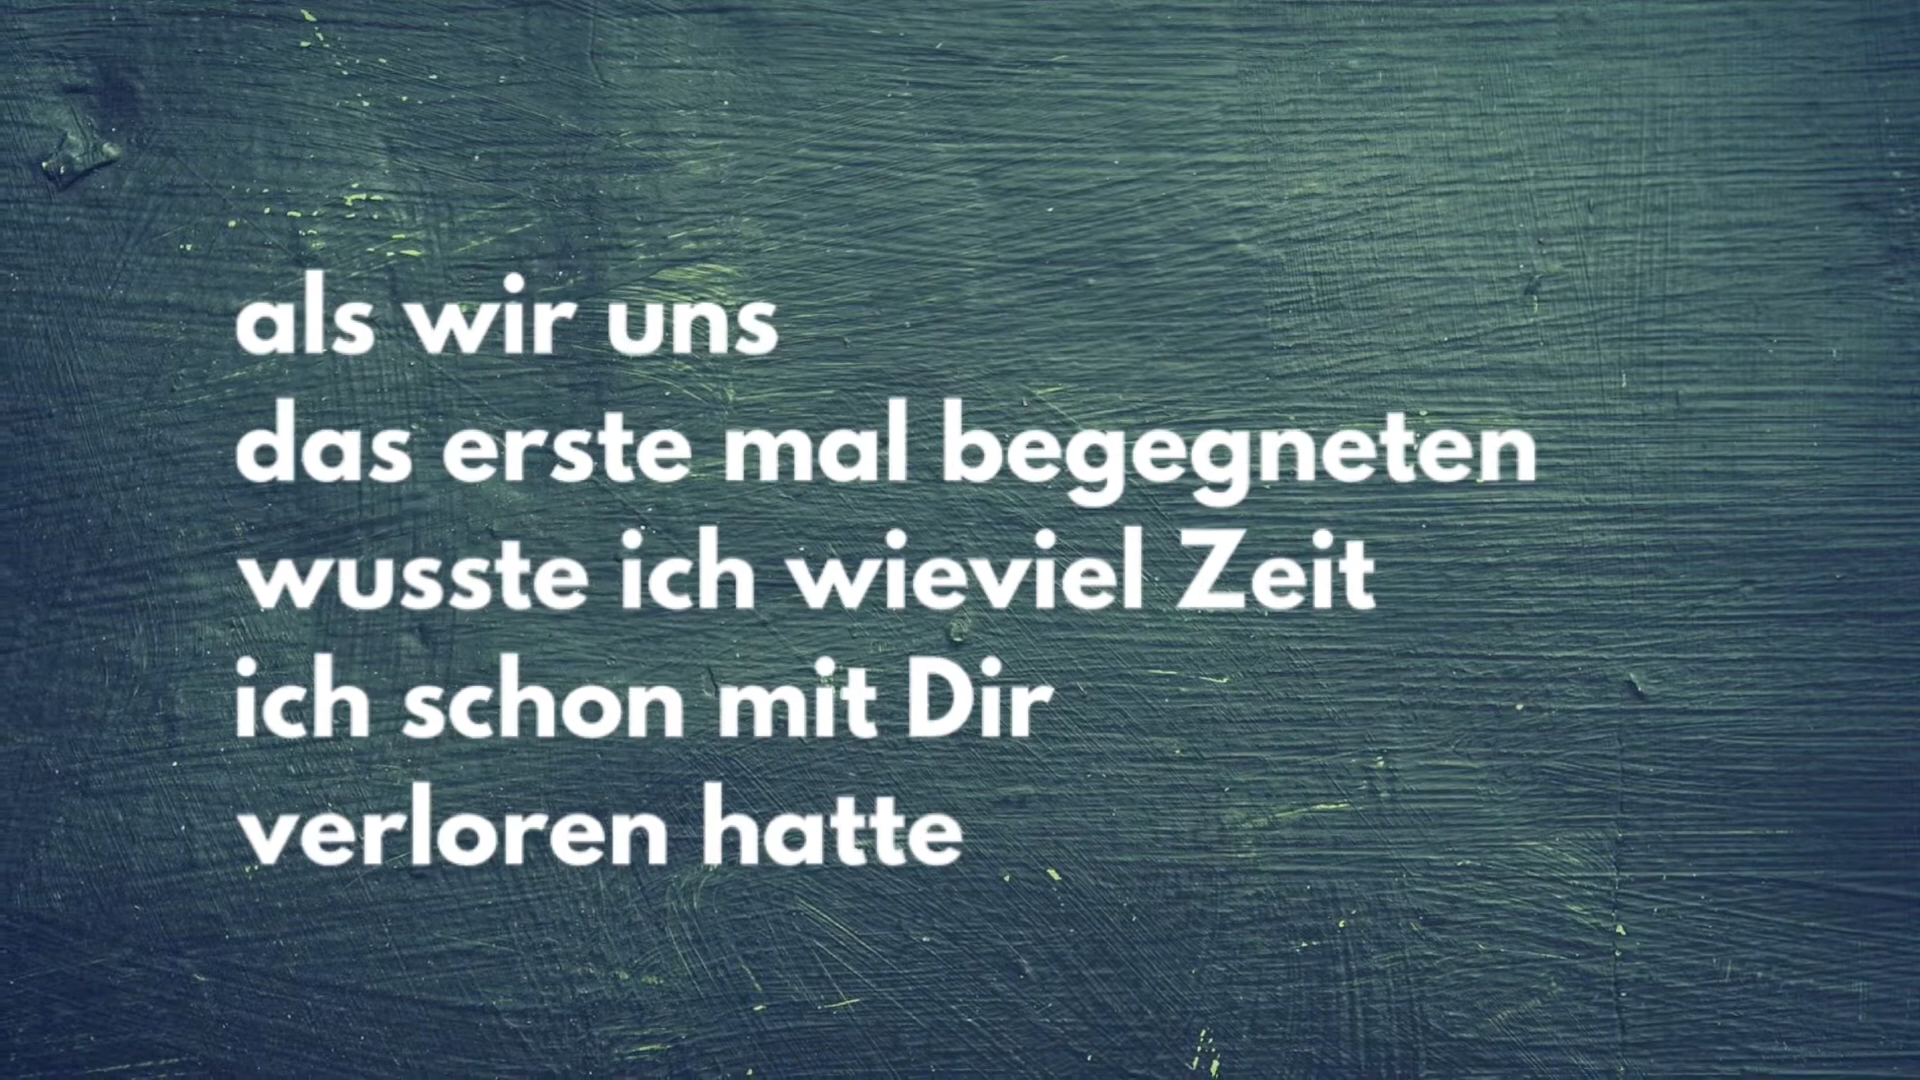 als wir uns
das erste mal begegneten
wusste ich wieviel Zeit
ich schon mit Dir
verloren hatte